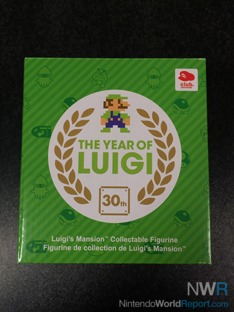 club
THE YEAR OF
LUIGI
30th
Luigi's Mansion™ Collectable Figurine
Figurine de collection de Luigi's Mansion™
NWR
NintendoWorldReport.com